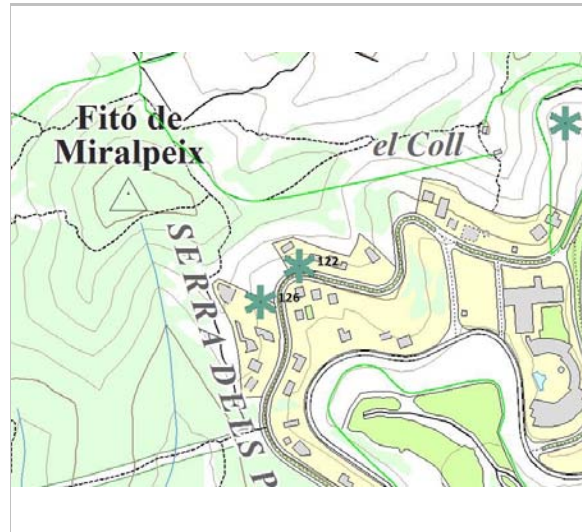 Fitó de
Miralpeix
el Coll
122
126
SERRA DELS P